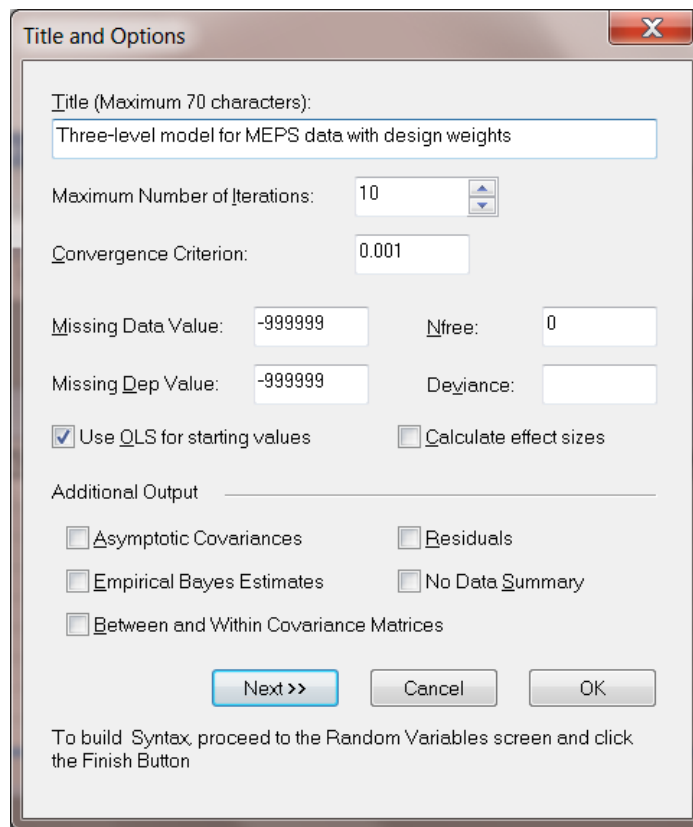 Title and Options
Title (Maximum 70 characters):
Three-level model for MEPS data with design weights
Maximum Number of Iterations: 10
Convergence Criterion: 0.001
Missing Data Value: -999999 Nfree: 0
Missing Dep Value: -999999 Deviance:
Use OLS for starting values Calculate effect sizes
Additional Output
Asymptotic Covariances Residuals
Empirical Bayes Estimates No Data Summary
Between and Within Covariance Matrices
Next >> Cancel OK
To build Syntax, proceed to the Random Variables screen and click
the Finish Button